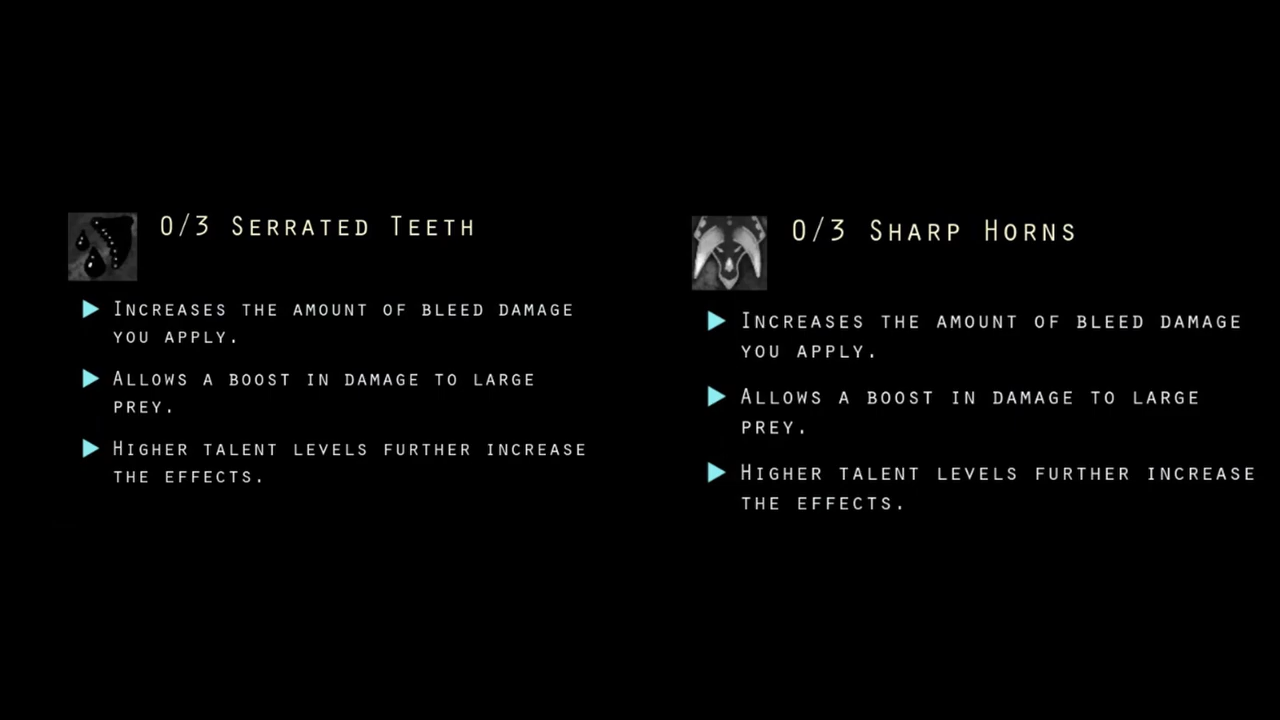 0/3 Serrated Teeth
Increases the amount of bleed damage
you apply.
Allows a boost in damage to large
prey.
Higher talent levels further increase
the effects.
0/3 Sharp Horns
Increases the amount of bleed damage
you apply.
Allows a boost in damage to large
prey.
Higher talent levels further increase
the effects.